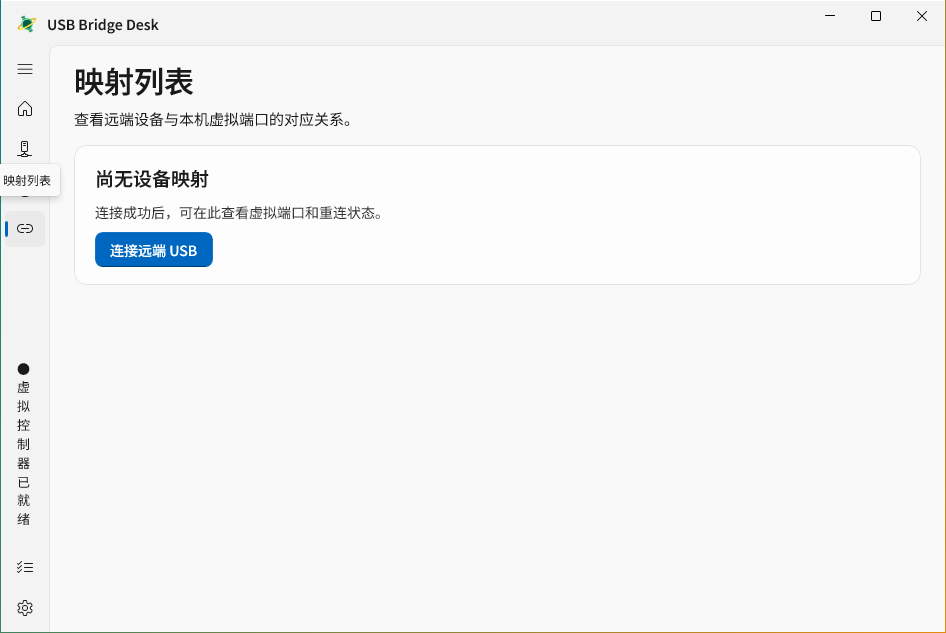 USB Bridge Desk
映射列表
查看远端设备与本机虚拟端口的对应关系。
映射列表
尚无设备映射
连接成功后，可在此查看虚拟端口和重连状态。
连接远端 USB
虚
拟
控
制
器
已
就
绪